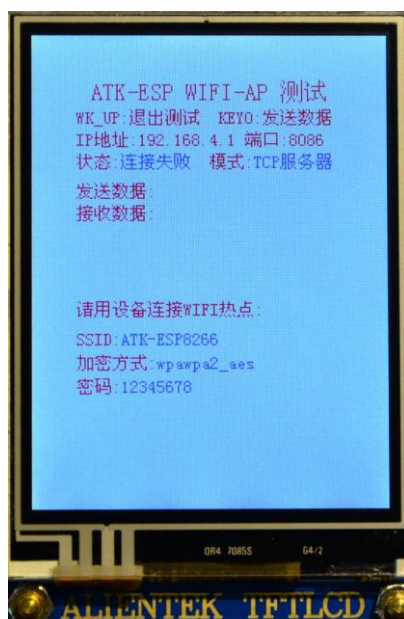 ATK-ESP WIFI-AP 测试
WK_UP:退出测试 KEY0:发送数据
IP地址:192.168.4.1 端口:8086
状态:连接失败 模式:TCP服务器
发送数据:
接收数据:
请用设备连接WIFI热点:
SSID:ATK-ESP8266
加密方式:wpawpa2_aes
密码:12345678
QR4 7085S G4/2
ALIENTEK TFTLCD